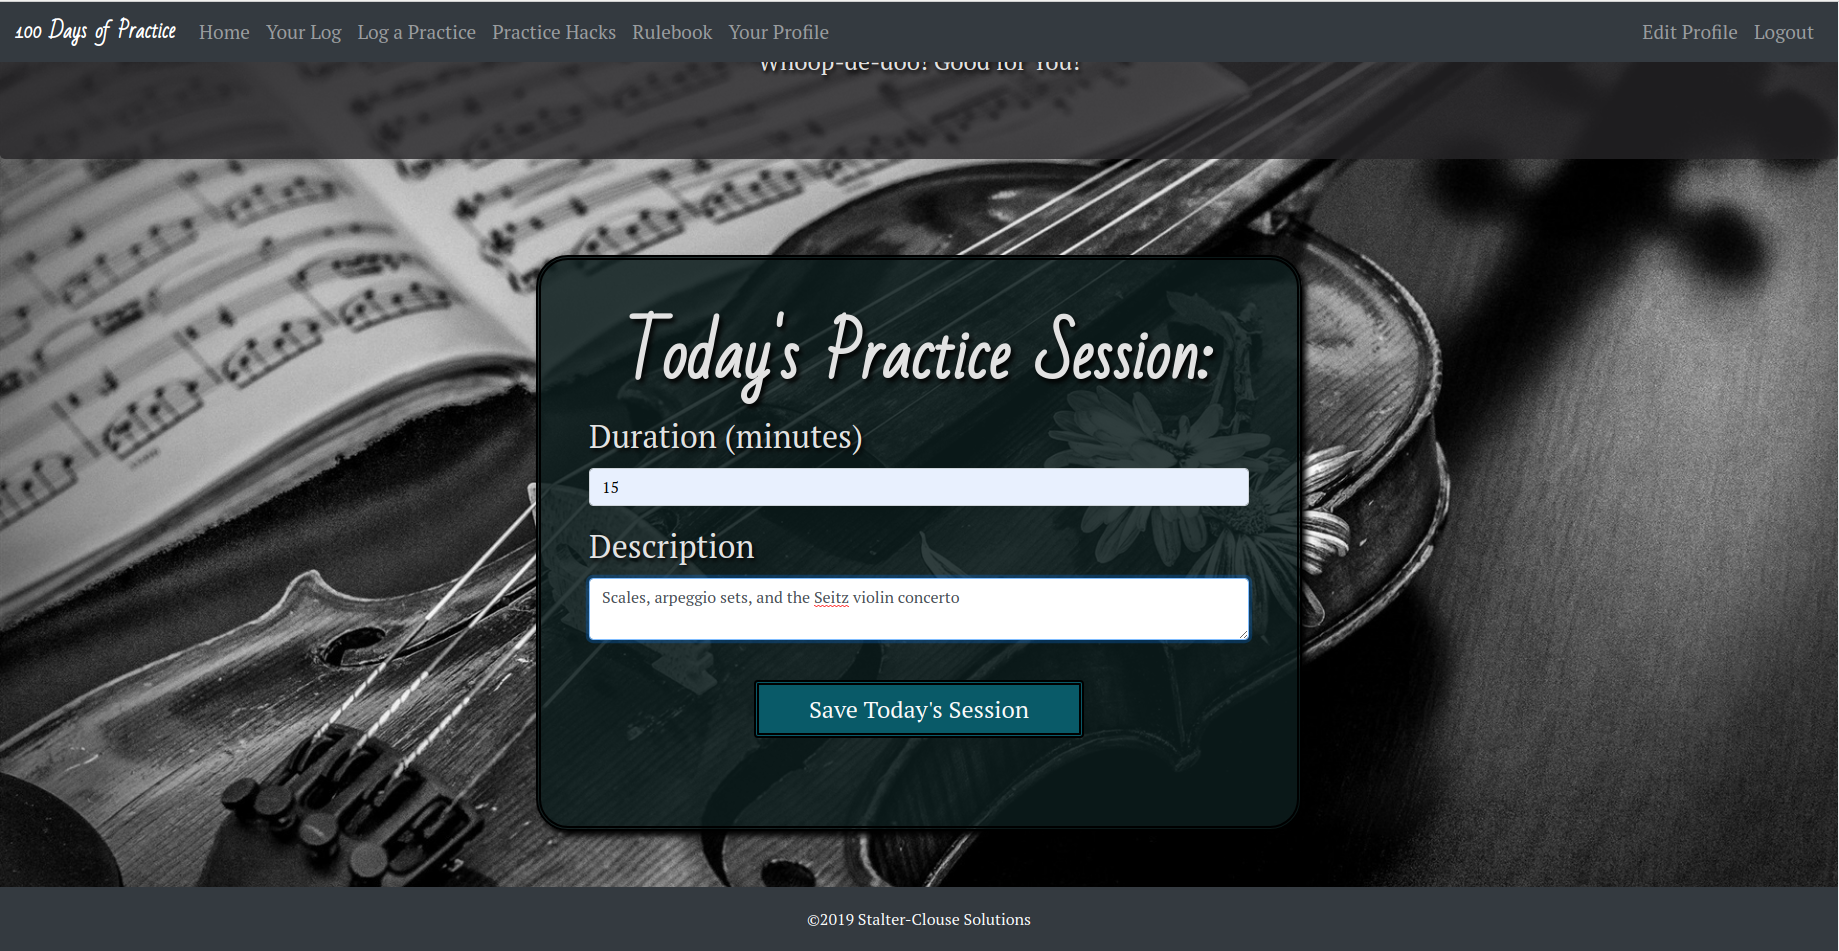 100 Days of Practice Home Your Log Log a Practice Practice Hacks Rulebook Your Profile Edit Profile Logout
Whoop-de-doo! Good for You!
Today's Practice Session:
Duration (minutes)
15
Description
Scales, arpeggio sets, and the Seitz violin concerto
Save Today's Session
©2019 Stalter-Clouse Solutions